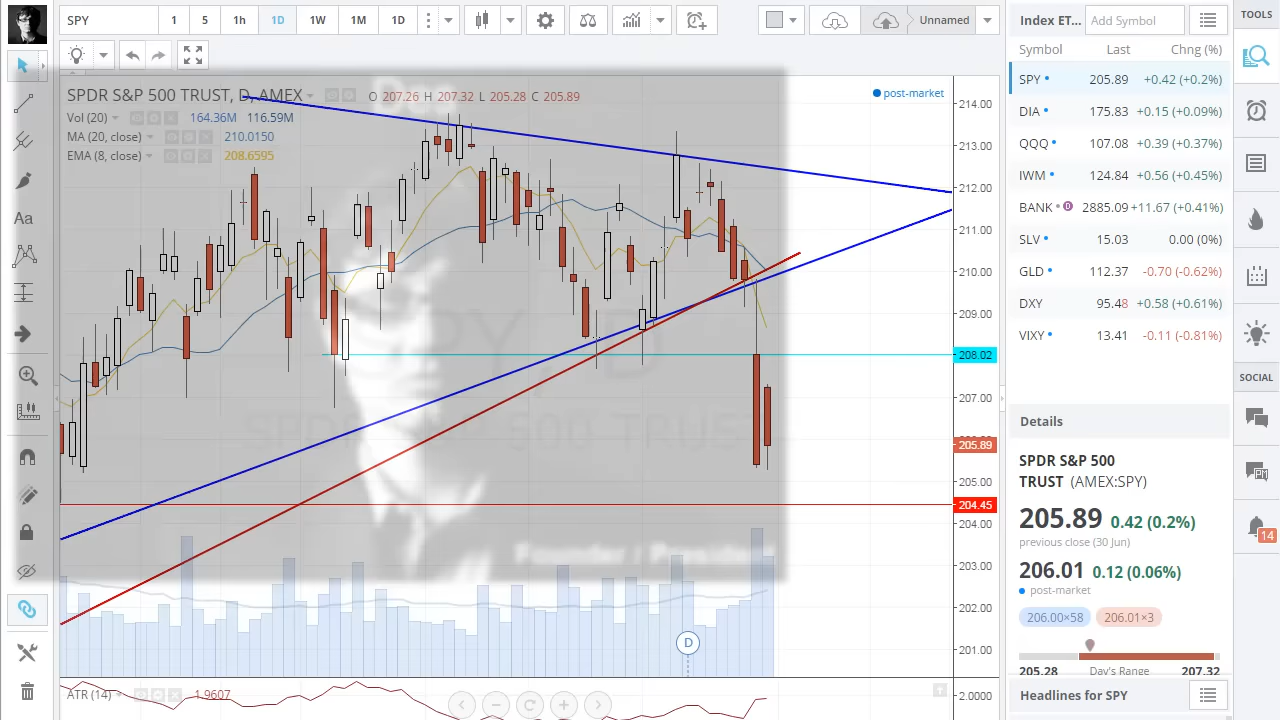 SPY
1 5 1h 1D 1W 1M 1D
Unnamed
SPDR S&P 500 TRUST, D, AMEX
O 207.26 H 207.32 L 205.28 C 205.89
post-market
Vol (20) 164.36M 116.59M
MA (20, close) 210.0150
EMA (8, close) 208.6595
Aa
SPY, D
SPDR S&P 500 TRUST
Founder / President
214.00
213.00
212.00
211.00
210.00
209.00
208.02
207.00
205.89
205.00
204.45
204.00
203.00
202.00
201.00
D
ATR (14) 1.9607
2.0000
Index ET... Add Symbol
Symbol Last Chng (%)
SPY 205.89 +0.42 (+0.2%)
DIA 175.83 +0.15 (+0.09%)
QQQ 107.08 +0.39 (+0.37%)
IWM 124.84 +0.56 (+0.45%)
BANK D 2885.09 +11.67 (+0.41%)
SLV 15.03 0.00 (0%)
GLD 112.37 -0.70 (-0.62%)
DXY 95.48 +0.58 (+0.61%)
VIXY 13.41 -0.11 (-0.81%)
Details
SPDR S&P 500
TRUST (AMEX:SPY)
205.89 0.42 (0.2%)
previous close (30 Jun)
206.01 0.12 (0.06%)
post-market
206.00×58 206.01×3
205.28 Day's Range 207.32
Headlines for SPY
TOOLS
SOCIAL
14